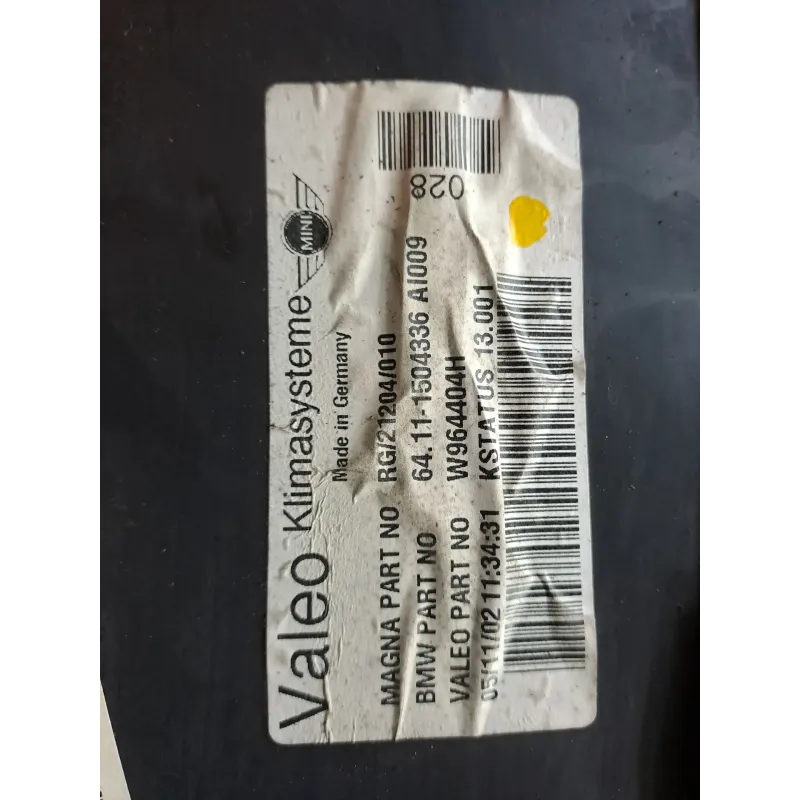 Valeo Klimasysteme
MINI
Made in Germany
MAGNA PART NO RG/21204/010
BMW PART NO 64.11-1504336 AI009
VALEO PART NO W964404H
05/11/02 11:34:31 KSTATUS 13.001
028